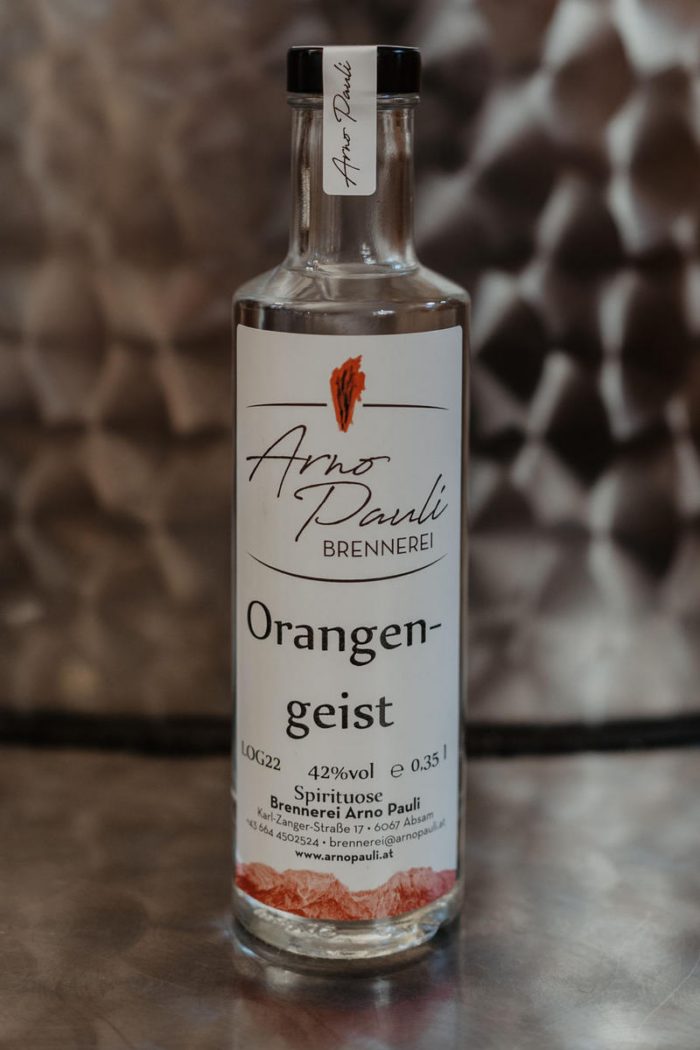 Arno Pauli
Arno
Pauli
BRENNEREI
Orangen-
geist
LOG22 42%vol ℮ 0,35 l
Spirituose
Brennerei Arno Pauli
Karl-Zanger-Straße 17 • 6067 Absam
+43 664 4502524 • brennerei@arnopauli.at
www.arnopauli.at